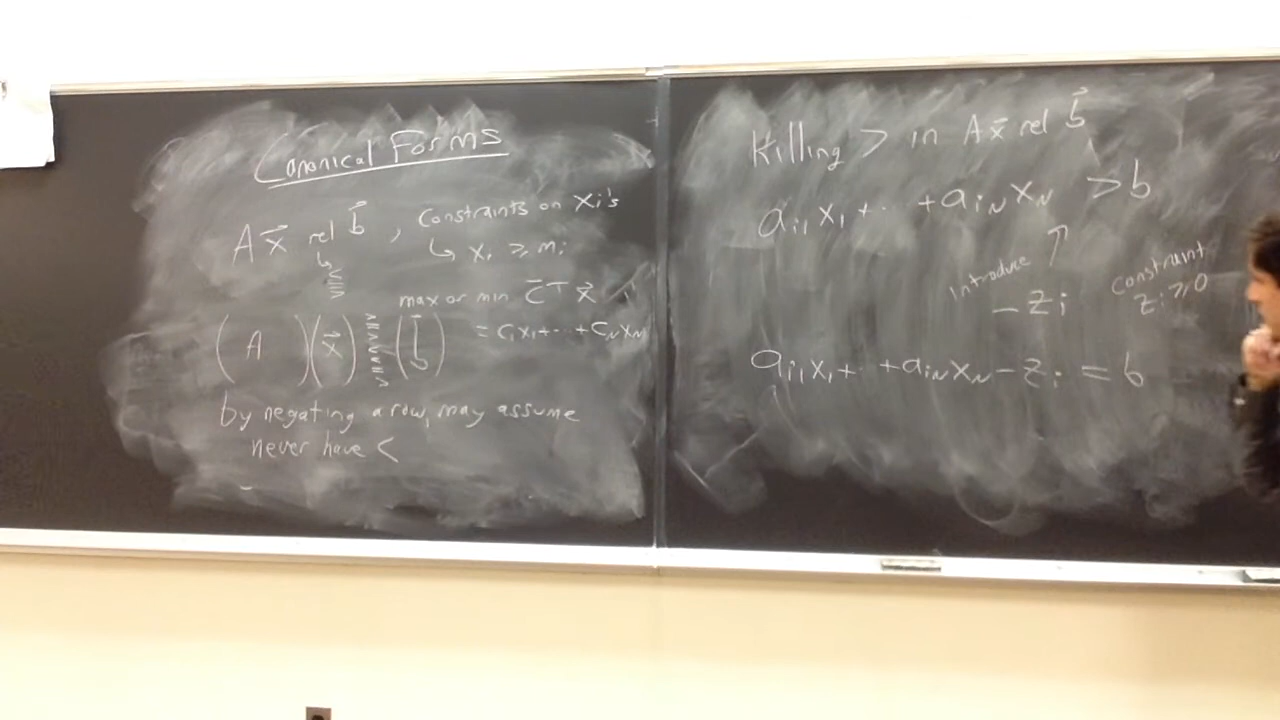 Canonical Forms
A x⃗ rel b⃗ , constraints on xi's
↳ xi ≥ mi
max or min c⃗ᵀ x⃗
( A ) ( x⃗ ) ( b⃗ ) = c₁x₁+⋯+cₙxₙ
by negating a row, may assume
never have <
Killing > in A x⃗ rel b⃗
aᵢ₁x₁+⋯+aᵢₙxₙ > b
introduce ↑
-zᵢ
constraint
zᵢ ≥ 0
aᵢ₁x₁+⋯+aᵢₙxₙ-zᵢ = b